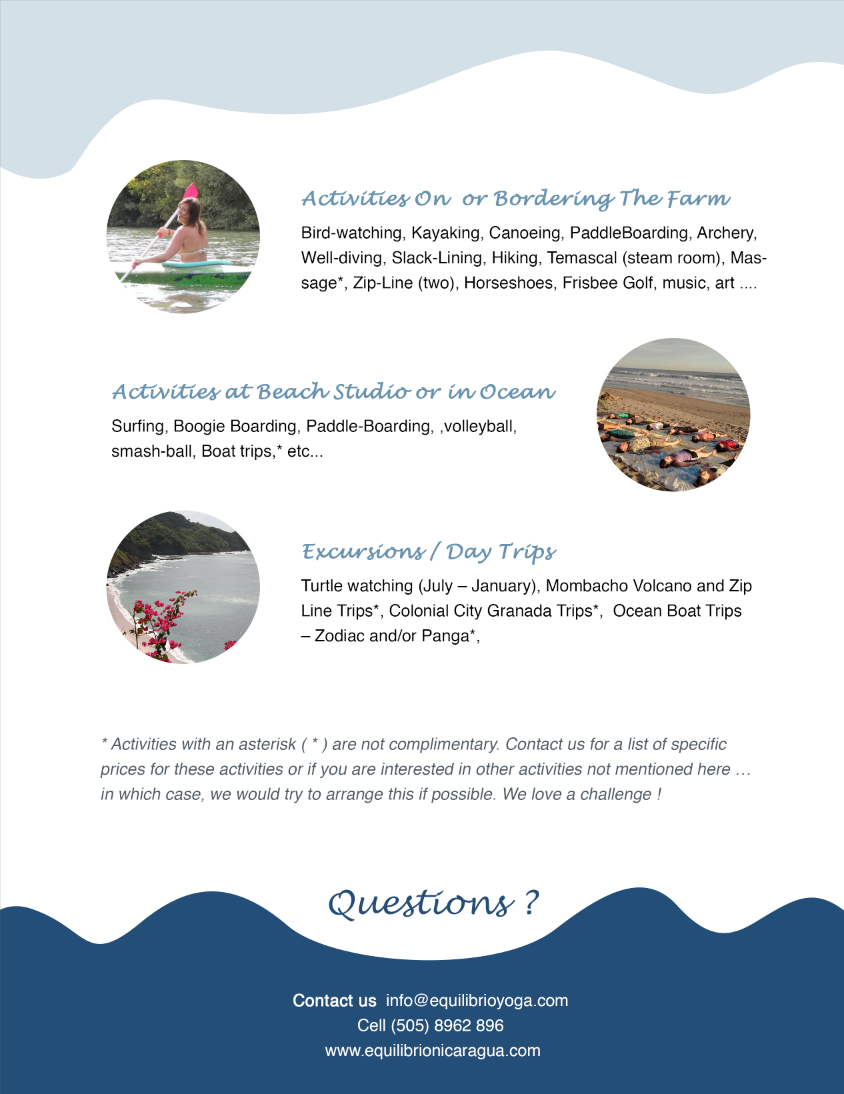 Activities On or Bordering The Farm
Bird-watching, Kayaking, Canoeing, PaddleBoarding, Archery,
Well-diving, Slack-Lining, Hiking, Temascal (steam room), Mas-
sage*, Zip-Line (two), Horseshoes, Frisbee Golf, music, art ....
Activities at Beach Studio or in Ocean
Surfing, Boogie Boarding, Paddle-Boarding, ,volleyball,
smash-ball, Boat trips,* etc...
Excursions / Day Trips
Turtle watching (July – January), Mombacho Volcano and Zip
Line Trips*, Colonial City Granada Trips*, Ocean Boat Trips
– Zodiac and/or Panga*,
* Activities with an asterisk ( * ) are not complimentary. Contact us for a list of specific
prices for these activities or if you are interested in other activities not mentioned here …
in which case, we would try to arrange this if possible. We love a challenge !
Questions ?
Contact us info@equilibrioyoga.com
Cell (505) 8962 896
www.equilibrionicaragua.com